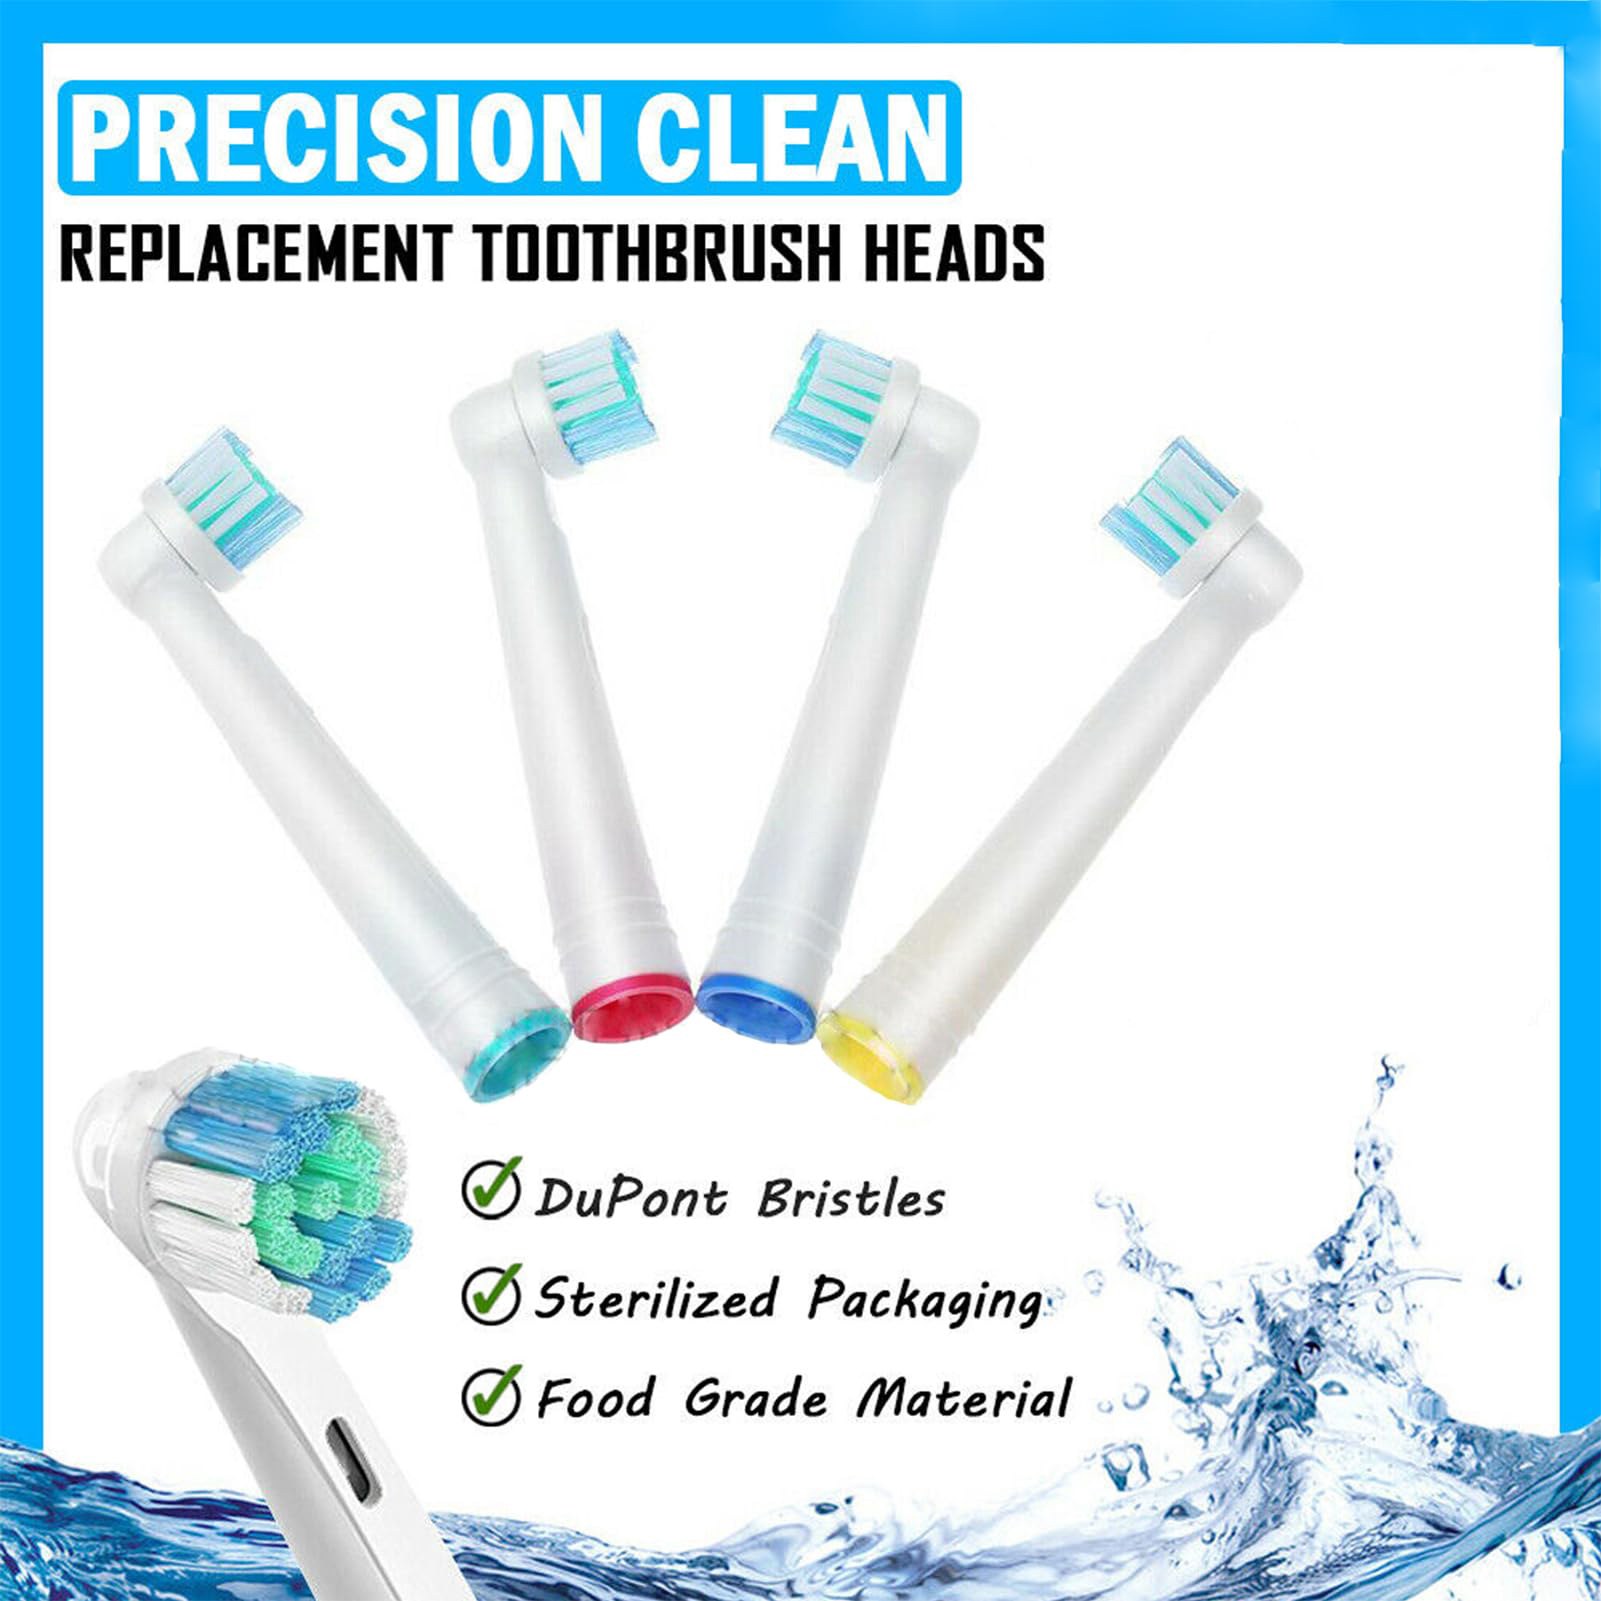 PRECISION CLEAN
REPLACEMENT TOOTHBRUSH HEADS
DuPont Bristles
Sterilized Packaging
Food Grade Material